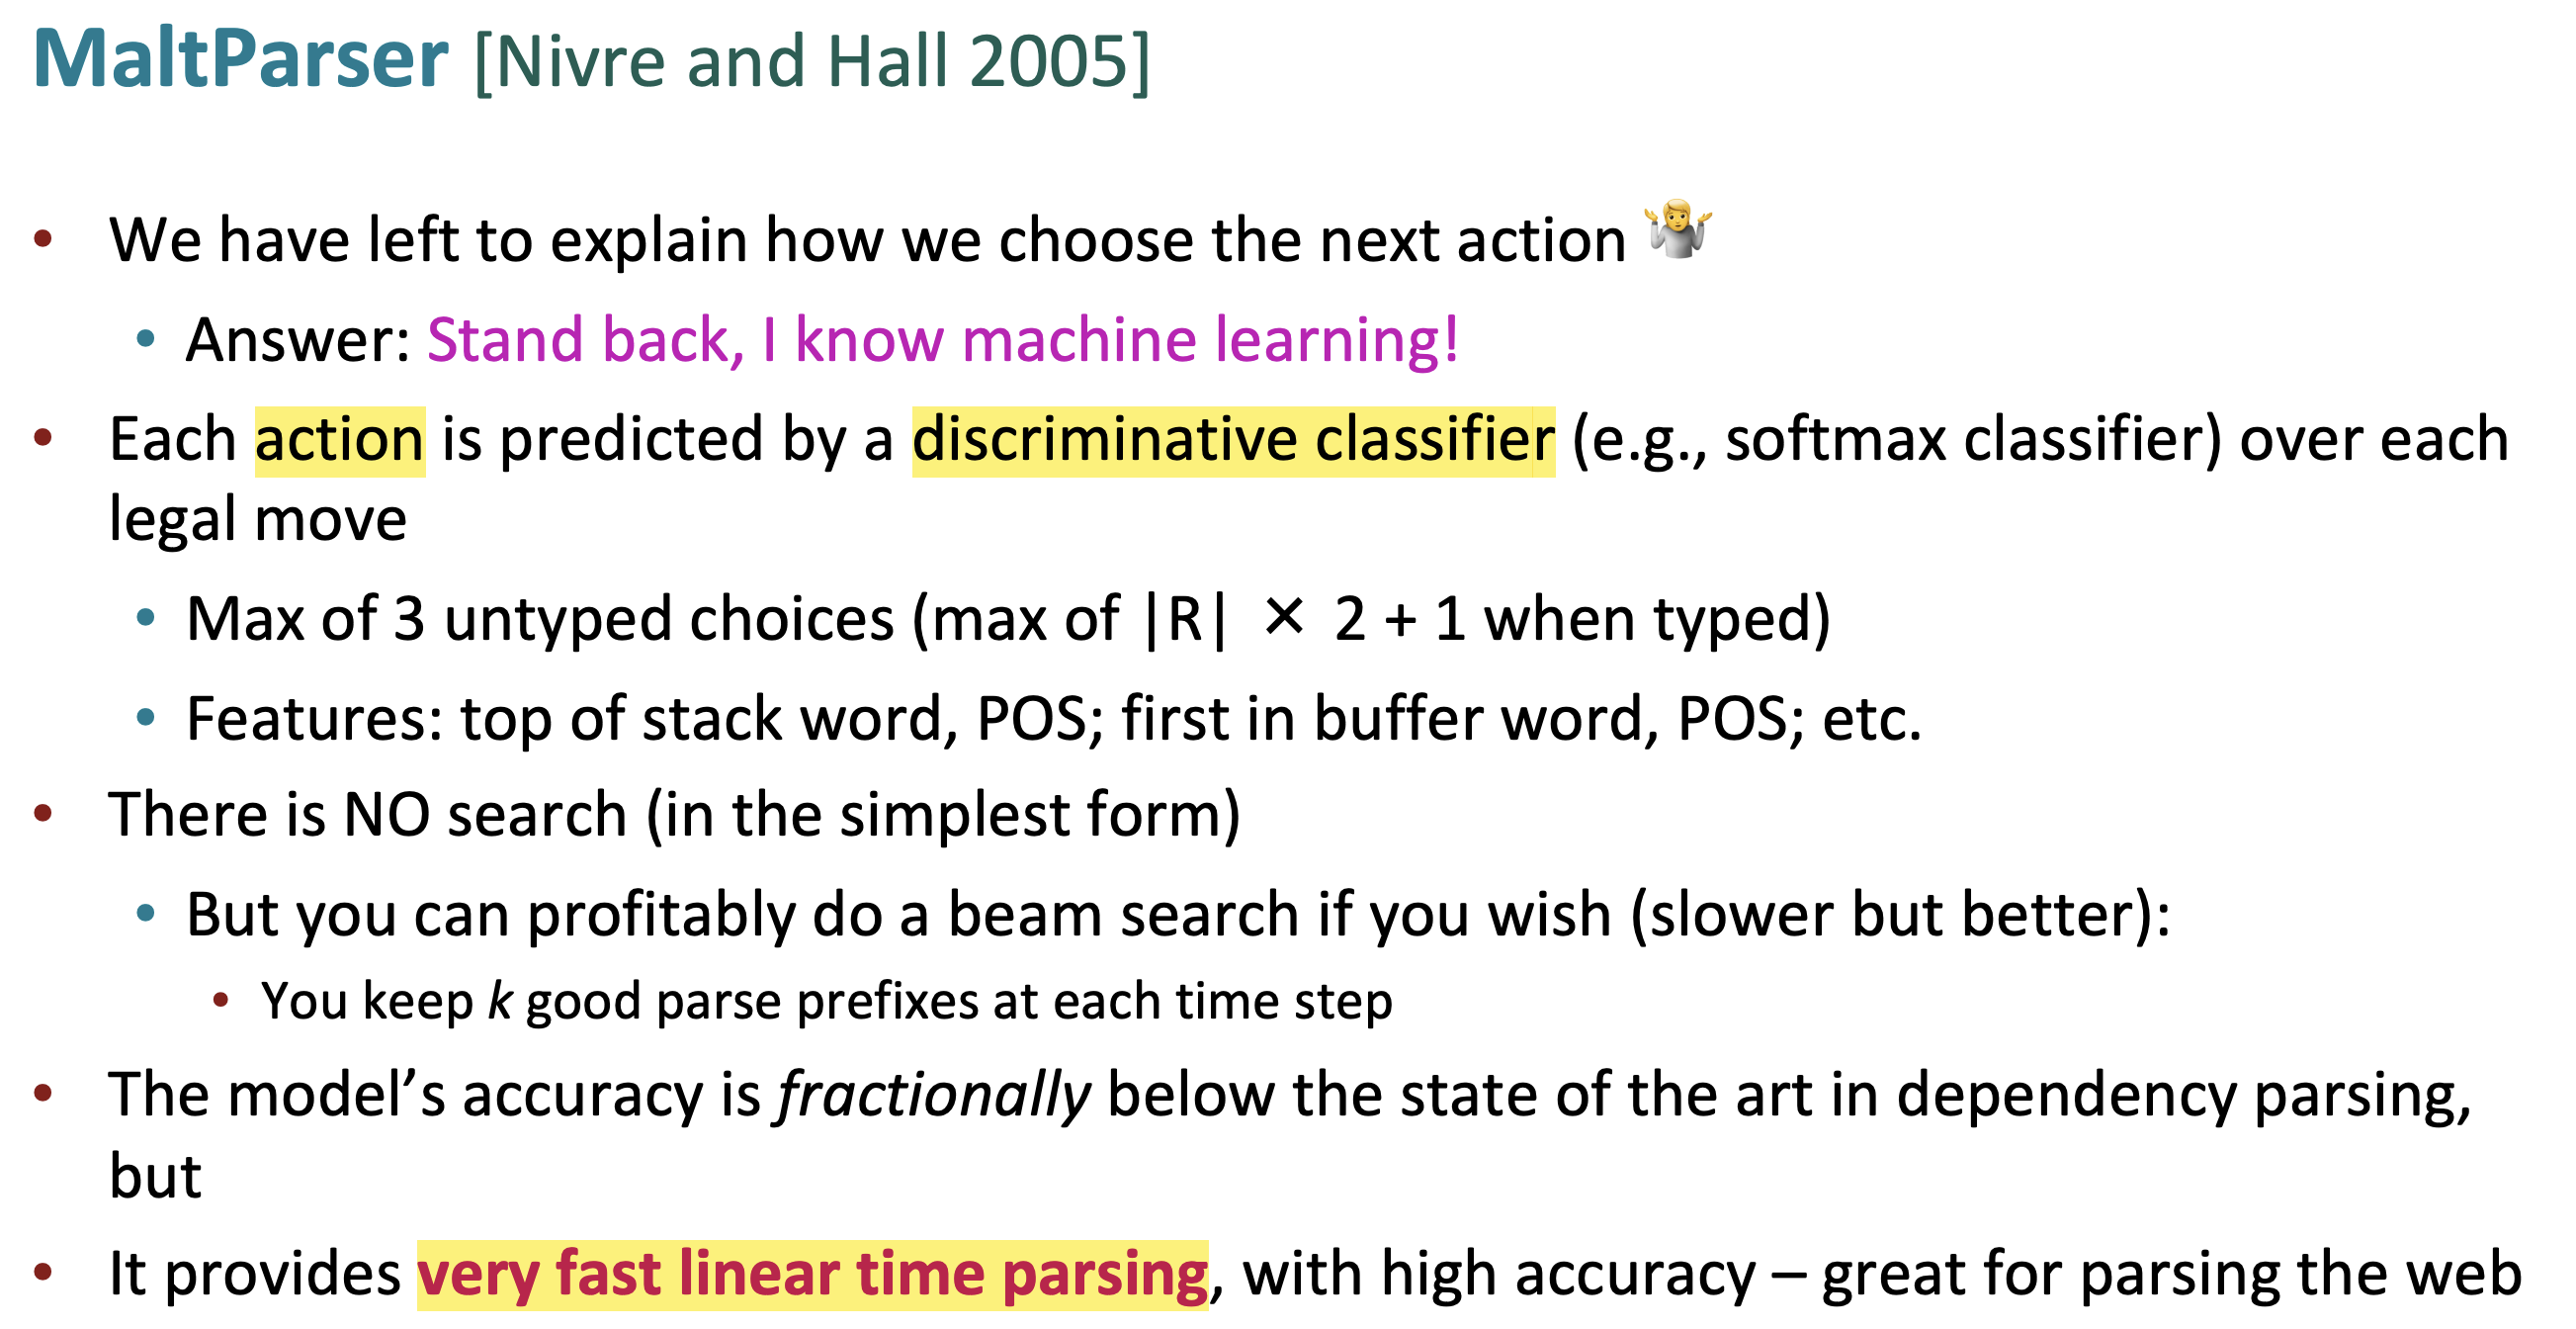 MaltParser [Nivre and Hall 2005]
• We have left to explain how we choose the next action 🤷
• Answer: Stand back, I know machine learning!
• Each action is predicted by a discriminative classifier (e.g., softmax classifier) over each
legal move
• Max of 3 untyped choices (max of |R| × 2 + 1 when typed)
• Features: top of stack word, POS; first in buffer word, POS; etc.
• There is NO search (in the simplest form)
• But you can profitably do a beam search if you wish (slower but better):
• You keep k good parse prefixes at each time step
• The model’s accuracy is fractionally below the state of the art in dependency parsing,
but
• It provides very fast linear time parsing, with high accuracy – great for parsing the web